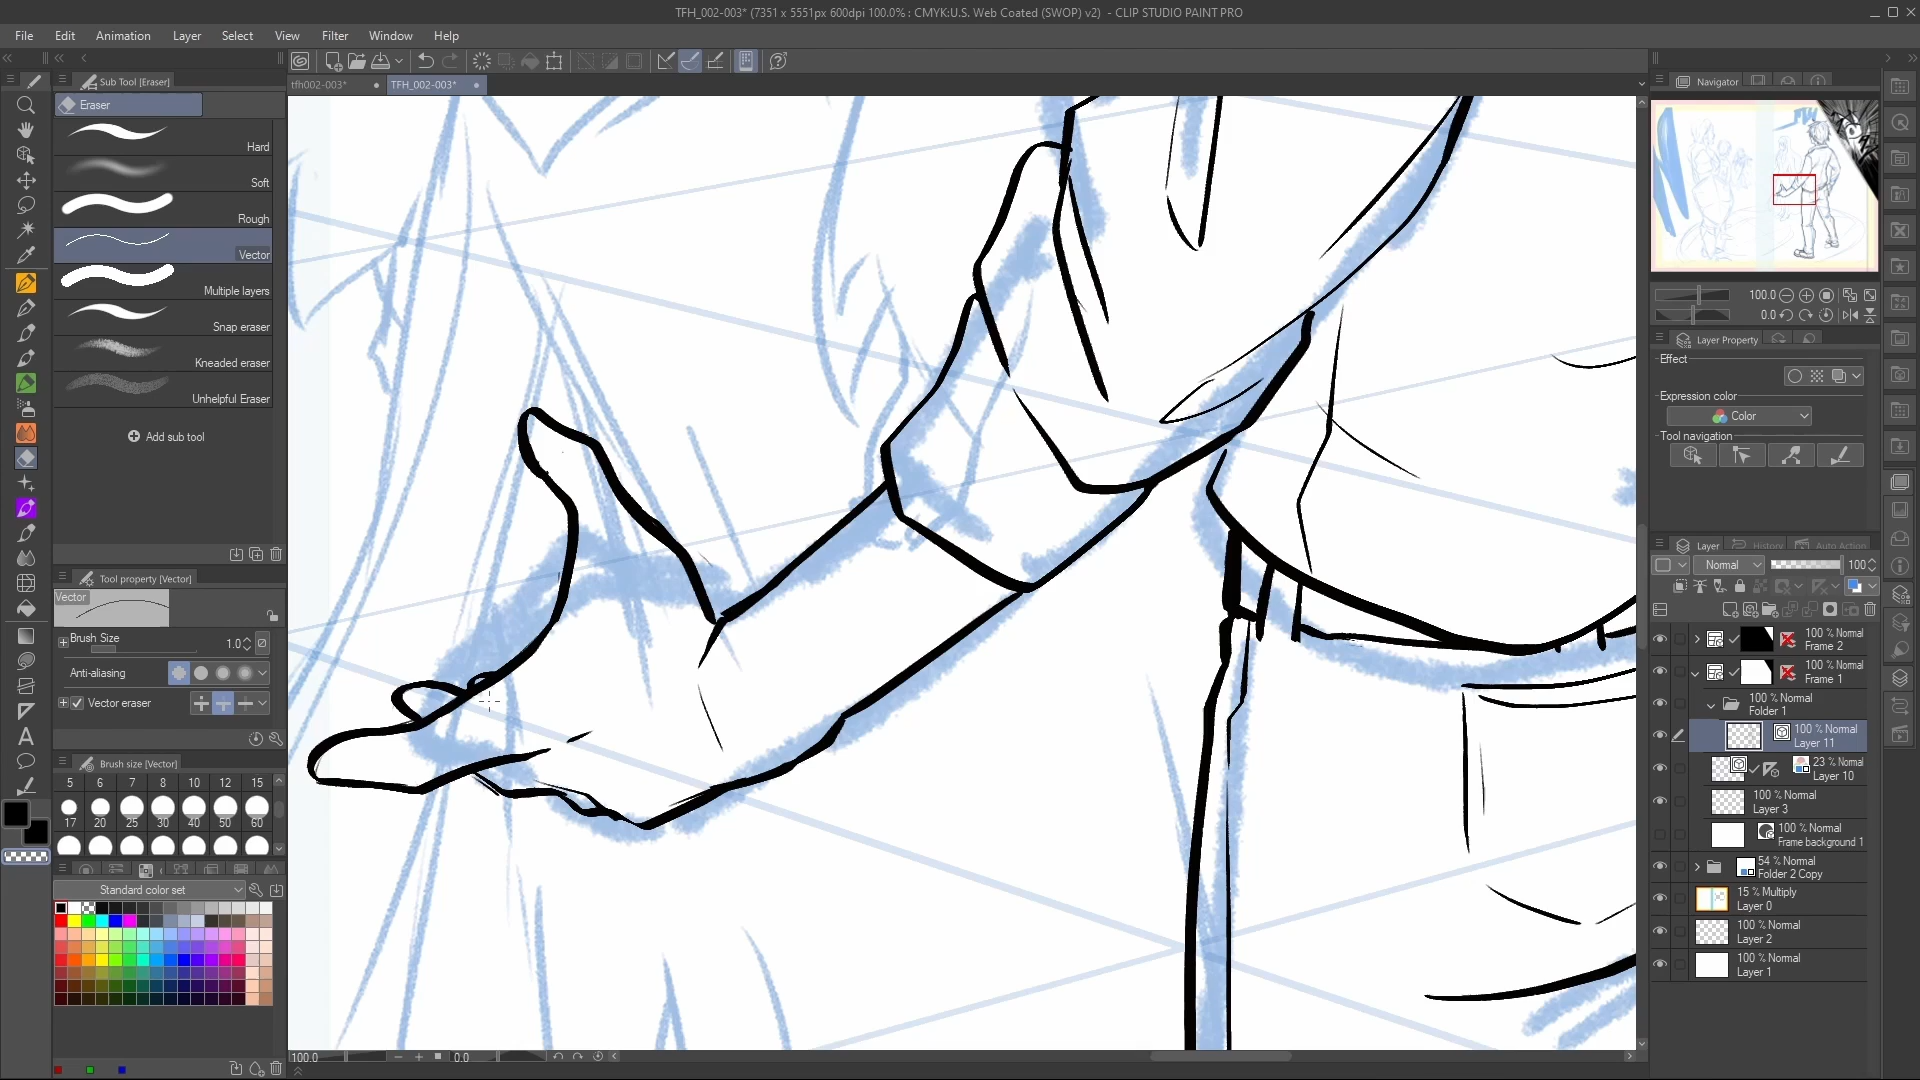 TFH_002-003* (7351 x 5551px 600dpi 100.0% : CMYK:U.S. Web Coated (SWOP) v2) - CLIP STUDIO PAINT PRO
File Edit Animation Layer Select View Filter Window Help
Sub Tool [Eraser]
Eraser
Hard
Soft
Rough
Vector
Multiple layers
Snap eraser
Kneaded eraser
Unhelpful Eraser
Add sub tool
Tool property [Vector]
Vector
Brush Size 1.0
Anti-aliasing
Vector eraser
Brush size [Vector]
5 6 7 8 10 12 15
17 20 25 30 40 50 60
Standard color set
tfh002-003*
TFH_002-003*
100.0
0.0
Navigator
100.0
0.0
Layer Property
Effect
Expression color
Color
Tool navigation
Layer History Auto Action
Normal 100
100 % Normal
Frame 2
100 % Normal
Frame 1
100 % Normal
Folder 1
100 % Normal
Layer 11
23 % Normal
Layer 10
100 % Normal
Layer 3
100 % Normal
Frame background 1
54 % Normal
Folder 2 Copy
15 % Multiply
Layer 0
100 % Normal
Layer 2
100 % Normal
Layer 1